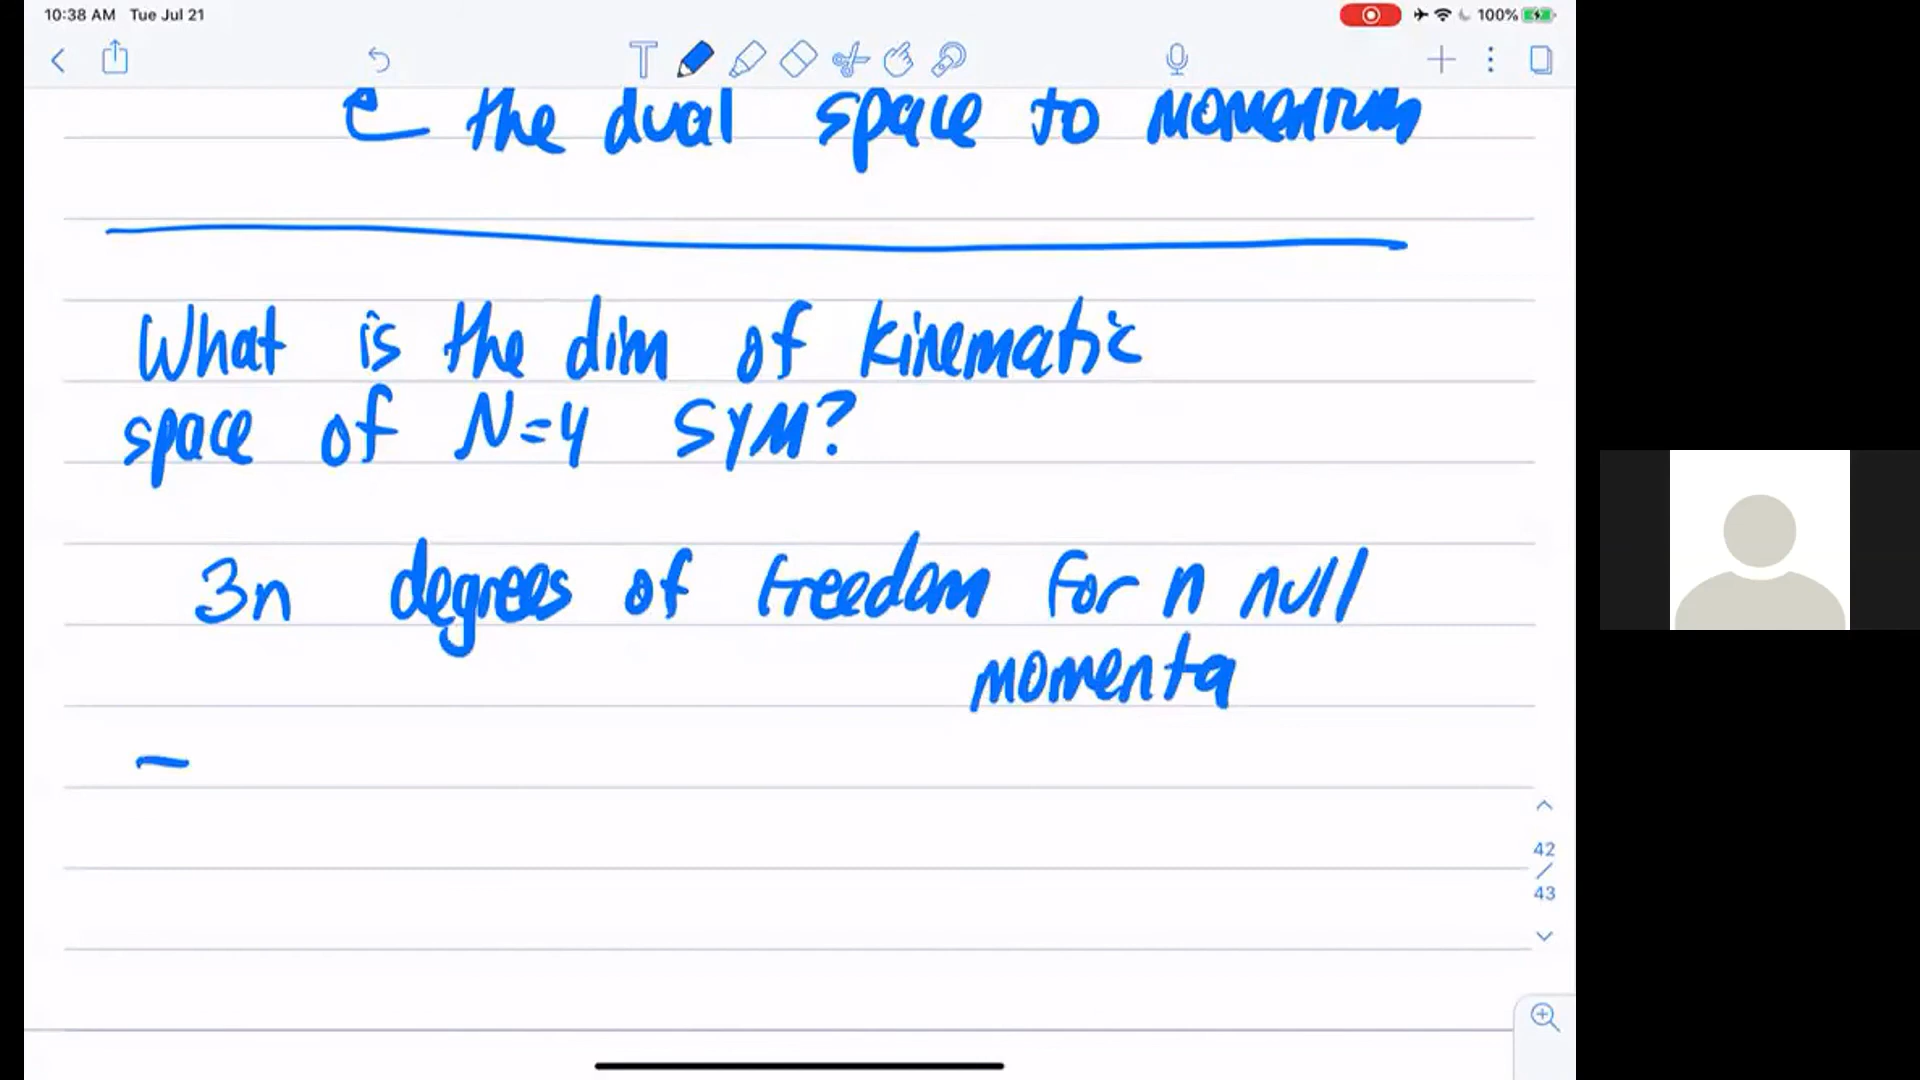 10:38 AM Tue Jul 21
100%
the dual space to momentum
What is the dim of kinematic
space of N=4 SYM?
3n degrees of freedom for n null
momenta
-
42
/
43